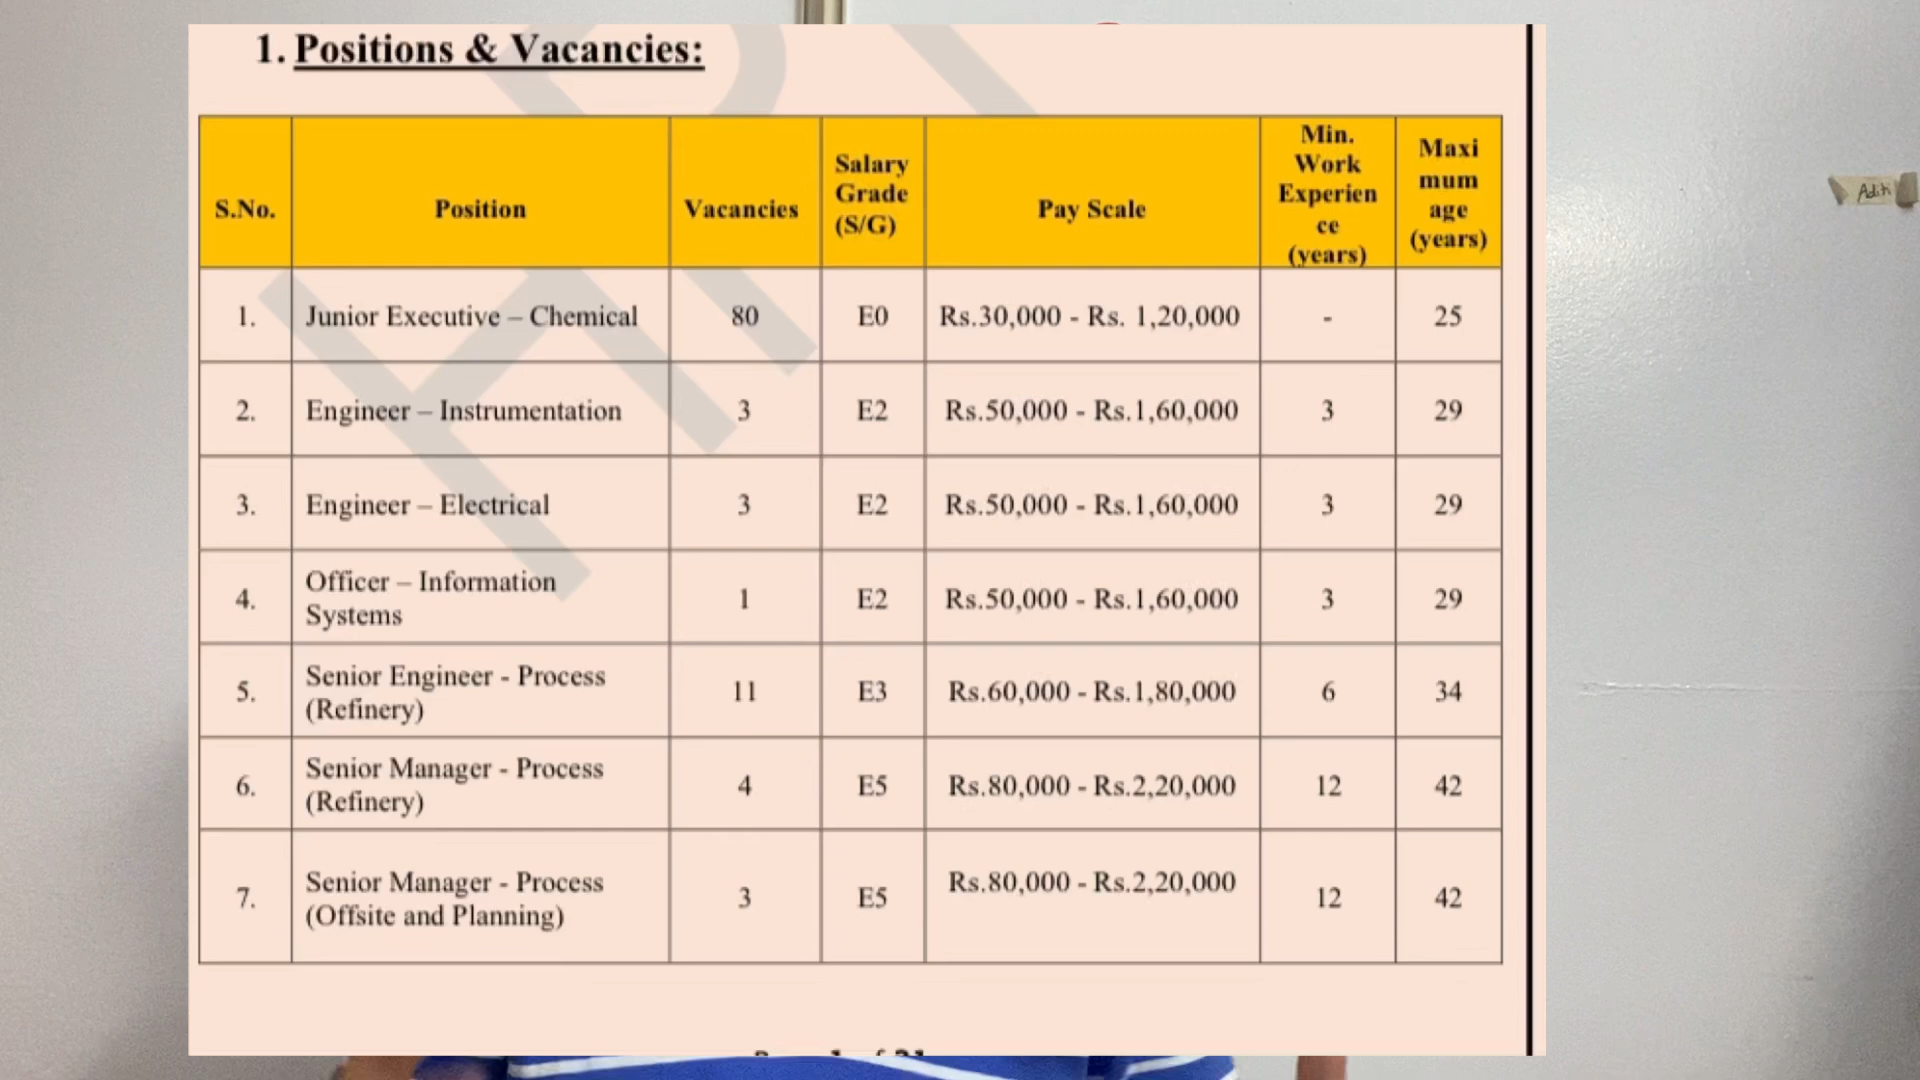 1. Positions & Vacancies:
S.No. Position Vacancies Salary Grade (S/G) Pay Scale Min. Work Experien ce (years) Maxi mum age (years)
1. Junior Executive – Chemical 80 E0 Rs.30,000 - Rs. 1,20,000 - 25
2. Engineer – Instrumentation 3 E2 Rs.50,000 - Rs.1,60,000 3 29
3. Engineer – Electrical 3 E2 Rs.50,000 - Rs.1,60,000 3 29
4. Officer – Information Systems 1 E2 Rs.50,000 - Rs.1,60,000 3 29
5. Senior Engineer - Process (Refinery) 11 E3 Rs.60,000 - Rs.1,80,000 6 34
6. Senior Manager - Process (Refinery) 4 E5 Rs.80,000 - Rs.2,20,000 12 42
7. Senior Manager - Process (Offsite and Planning) 3 E5 Rs.80,000 - Rs.2,20,000 12 42